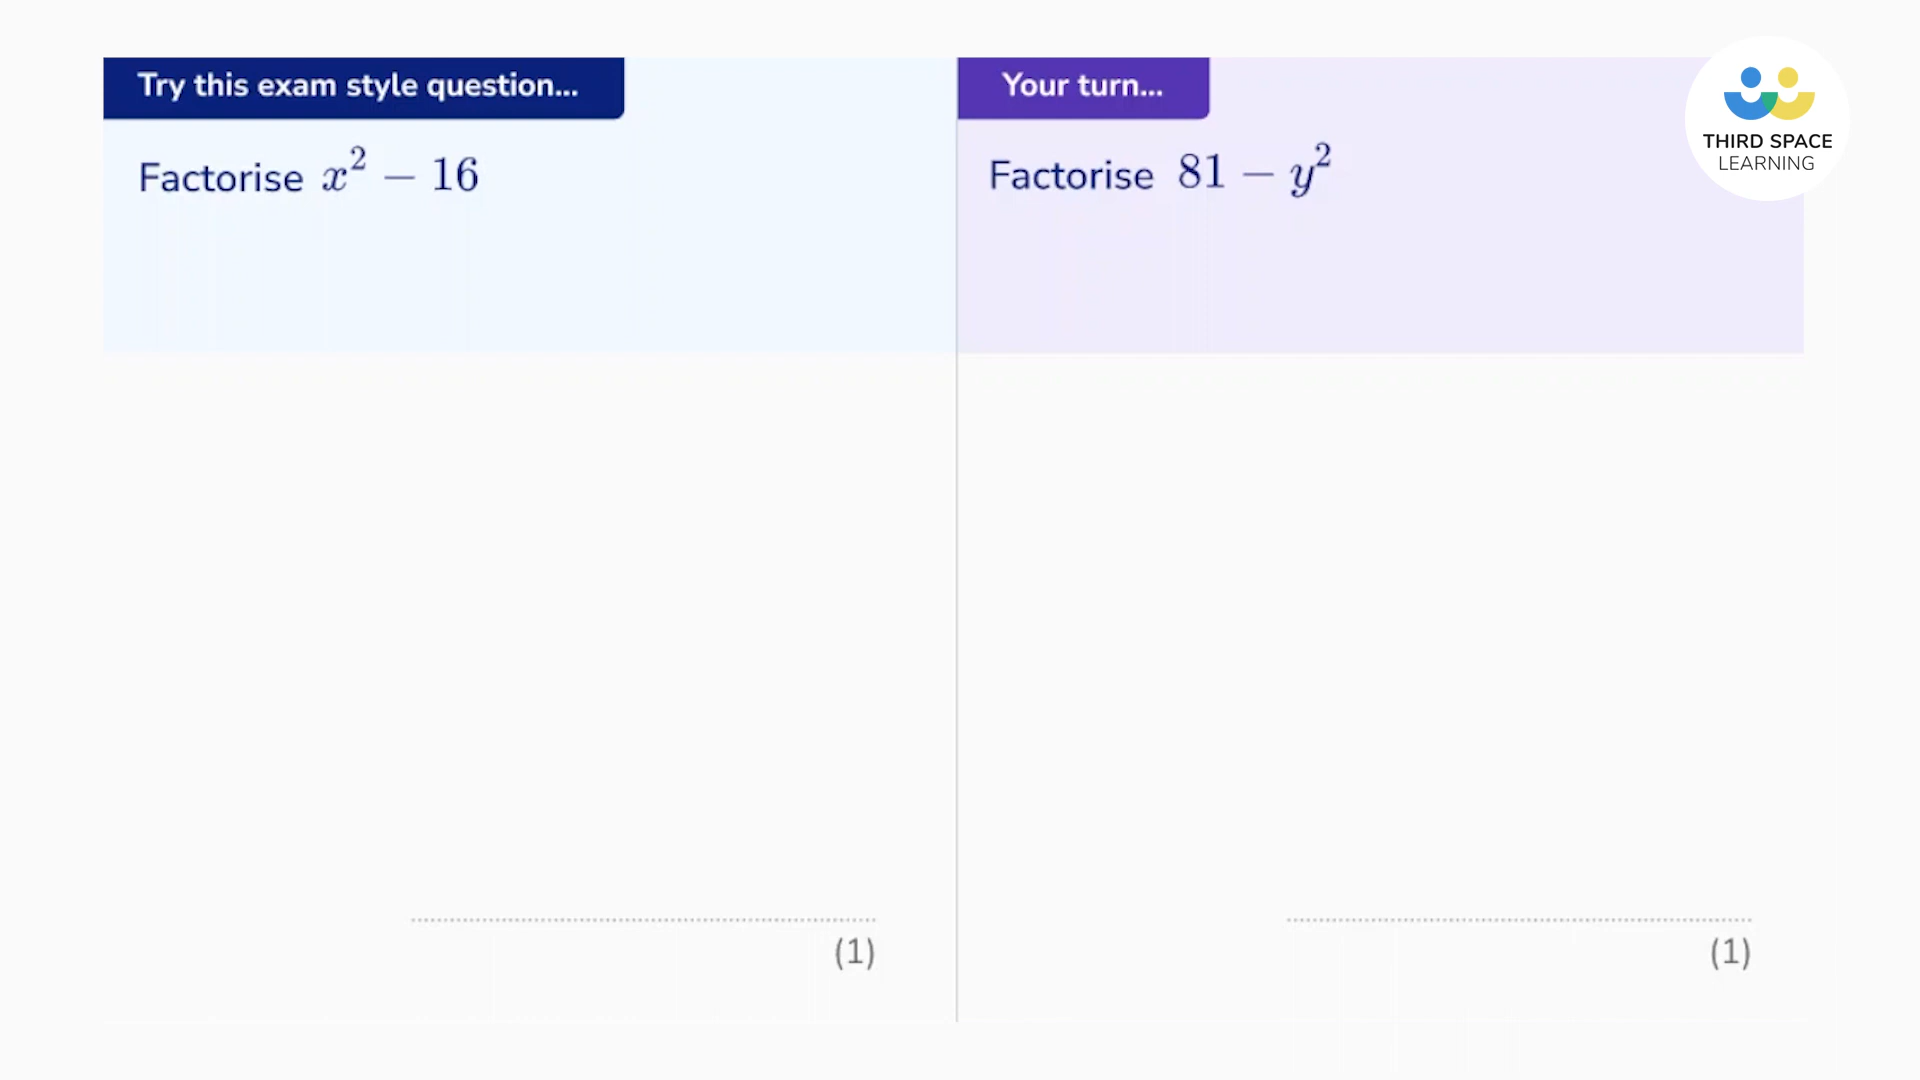 Try this exam style question...
Factorise x² − 16
(1)
Your turn...
Factorise 81 − y²
(1)
THIRD SPACE
LEARNING